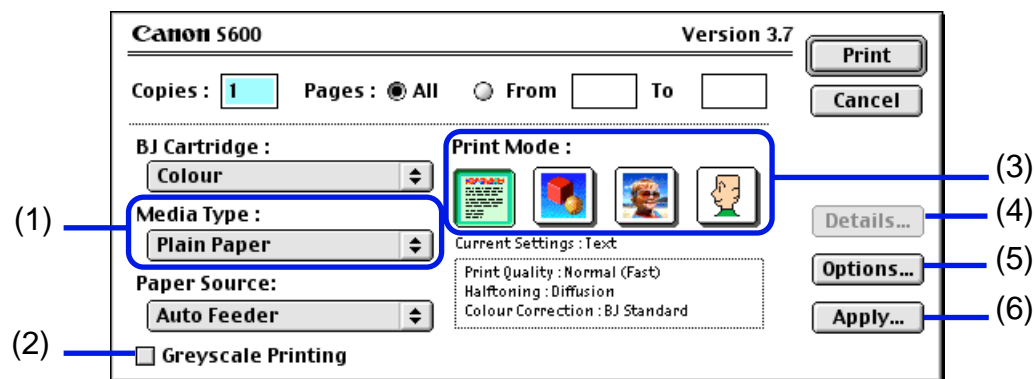 Canon S600 Version 3.7
Print
Copies : 1 Pages : All From To
Cancel
BJ Cartridge :
Colour
Print Mode :
(3)
(1)
Media Type :
Plain Paper
Details...
(4)
Current Settings : Text
Print Quality : Normal (Fast)
Halftoning : Diffusion
Colour Correction : BJ Standard
Options...
(5)
Paper Source:
Auto Feeder
Apply...
(6)
(2)
Greyscale Printing